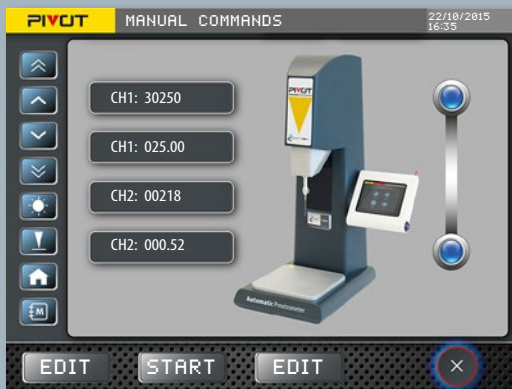 PIVOT
MANUAL COMMANDS
22/10/2015
16:35
CH1: 30250
CH1: 025.00
CH2: 00218
CH2: 000.52
PIVOT
Automatic Penetrometer
M
EDIT
START
EDIT